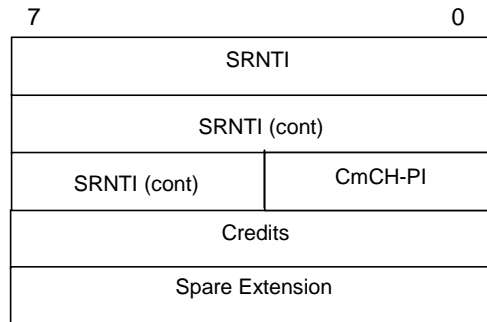 7 0
SRNTI
SRNTI (cont)
SRNTI (cont) CmCH-PI
Credits
Spare Extension